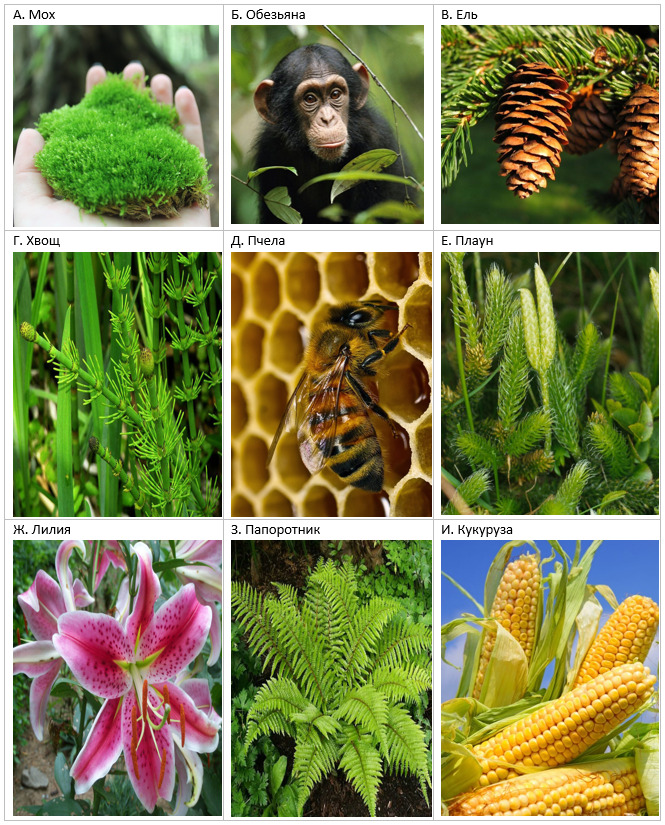 А. Мох
Б. Обезьяна
В. Ель
Г. Хвощ
Д. Пчела
Е. Плаун
Ж. Лилия
З. Папоротник
И. Кукуруза